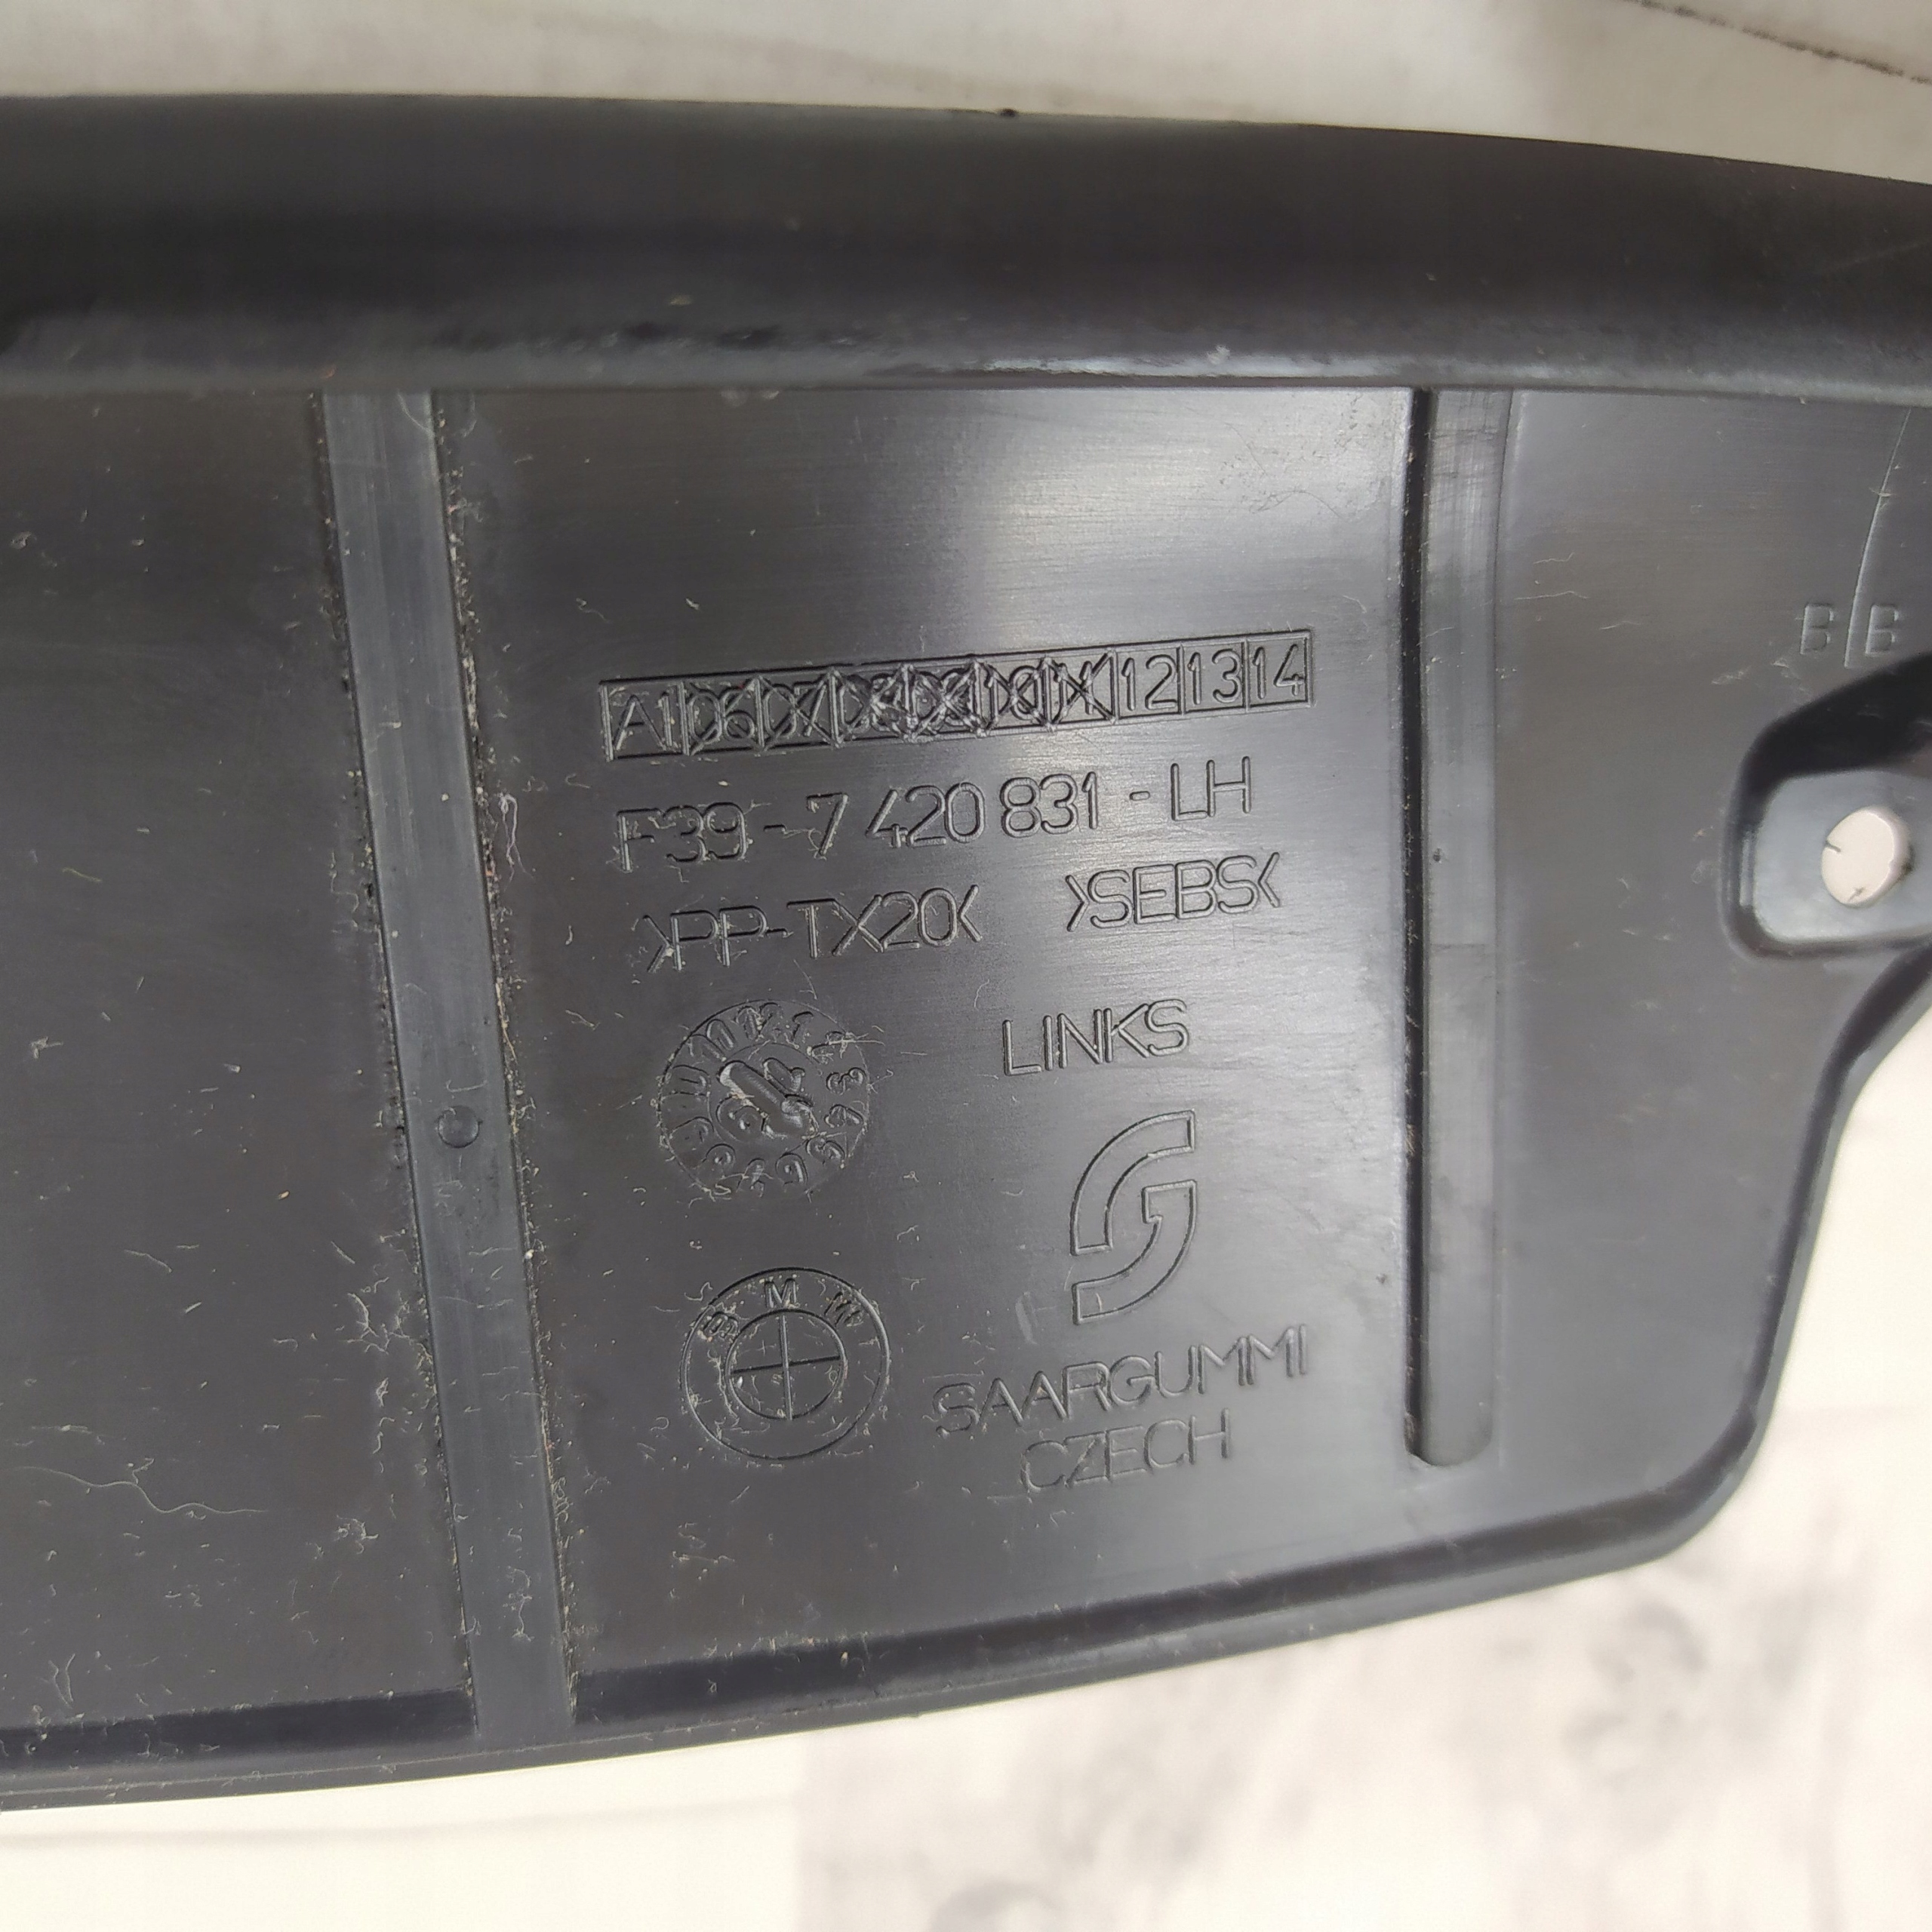 A1 06 07 08 09 10 11 12 13 14
B B
F39 - 7 420 831 - LH
>PP-TX20< >SEBS<
LINKS
BMW
SAARGUMMI
CZECH